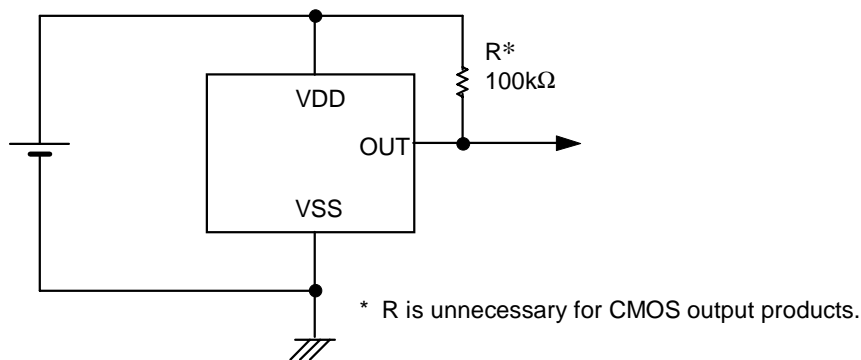 R*
100kΩ
VDD
OUT
VSS
* R is unnecessary for CMOS output products.